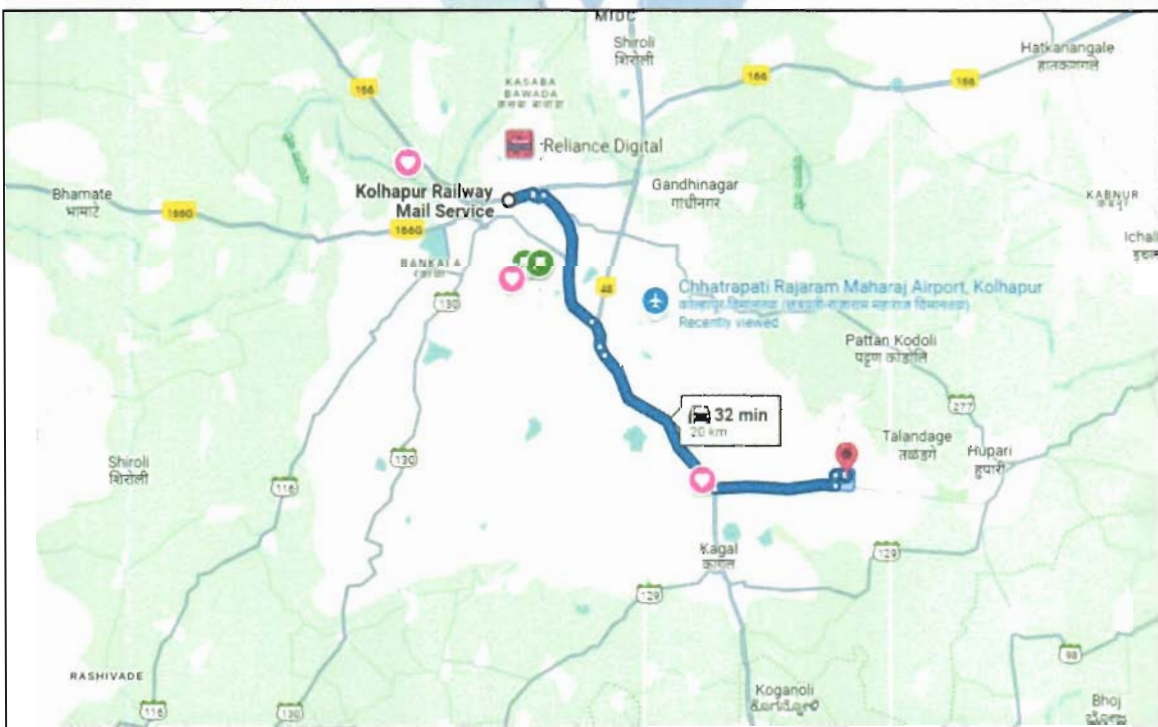 MIDC
Shiroli
शिरोली
Hatkanangale
हातकणंगले
166
166
166
KASABA
BAWADA
Reliance Digital
Bhamate
भामाटे
Kolhapur Railway
Mail Service
Gandhinagar
गांधीनगर
KABNUR
166G
166G
Ichal
BANKALA
48
130
Chhatrapati Rajaram Maharaj Airport, Kolhapur
Recently viewed
Pattan Kodoli
पट्टण कोडोलि
32 min
20 km
277
Talandage
तळंदगे
Hupari
हुपारी
Shiroli
शिरोली
130
116
Kagal
कागल
129
129
98
RASHIVADE
116
130
Koganoli
Bhoj